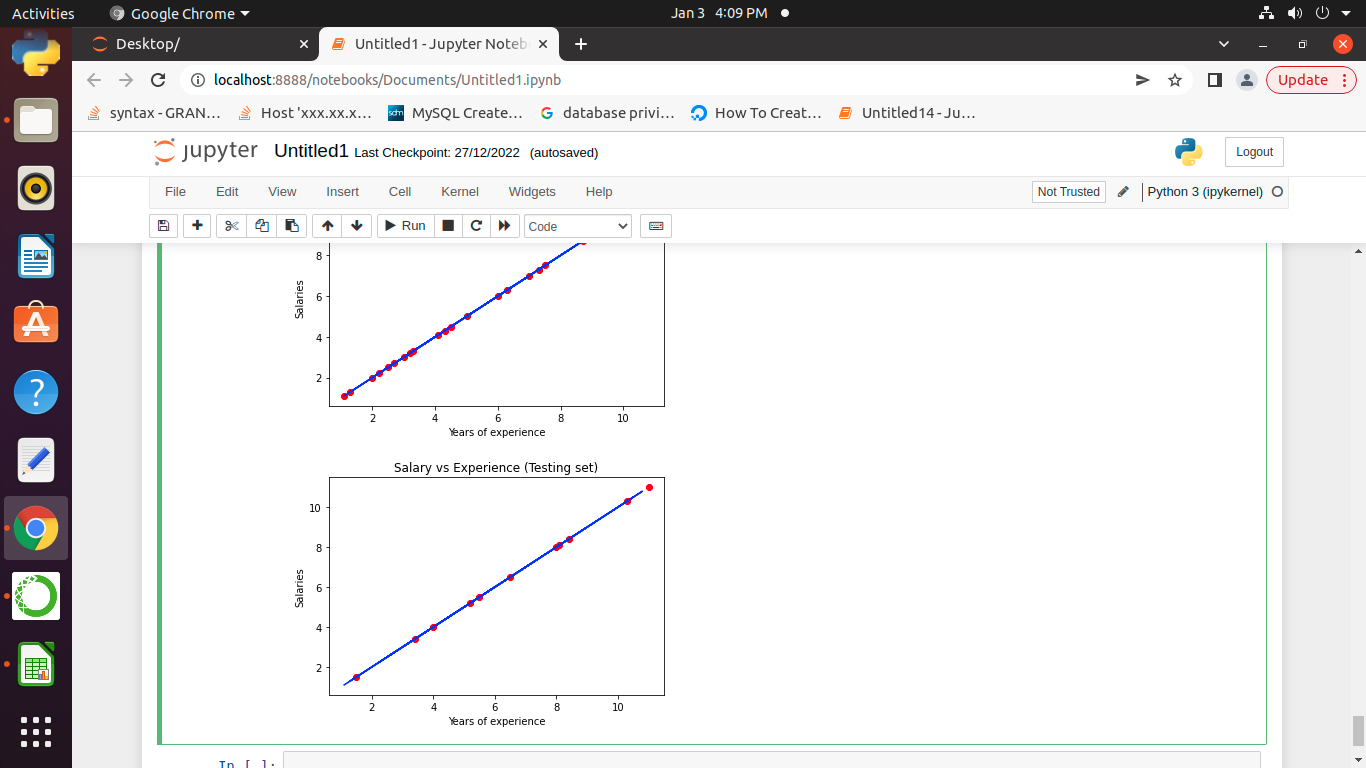 Activities Google Chrome Jan 3 4:09 PM
Desktop/ Untitled1 - Jupyter Noteb
localhost:8888/notebooks/Documents/Untitled1.ipynb Update
syntax - GRAN… Host 'xxx.xx.x… MySQL Create… database privi… How To Creat… Untitled14 - Ju…
jupyter Untitled1 Last Checkpoint: 27/12/2022 (autosaved) Logout
File Edit View Insert Cell Kernel Widgets Help Not Trusted Python 3 (ipykernel)
Run Code
8
6
4
2
Salaries
2 4 6 8 10
Years of experience
Salary vs Experience (Testing set)
10
8
6
4
2
Salaries
2 4 6 8 10
Years of experience
In [ ]: